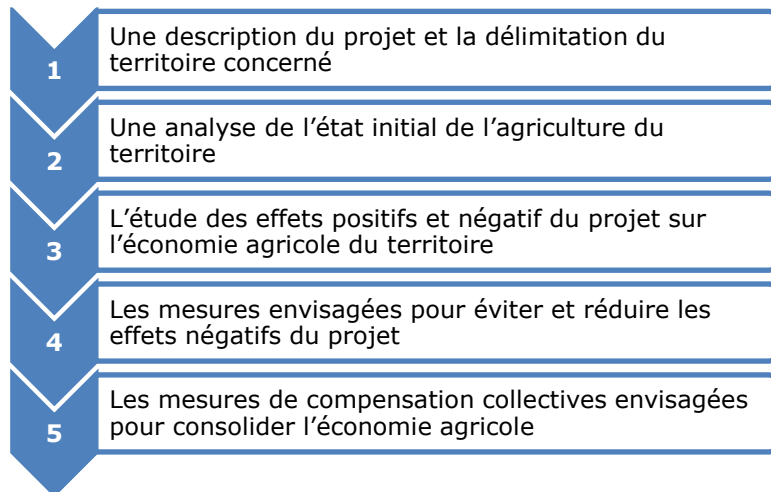 1
Une description du projet et la délimitation du
territoire concerné
2
Une analyse de l’état initial de l’agriculture du
territoire
3
L’étude des effets positifs et négatif du projet sur
l’économie agricole du territoire
4
Les mesures envisagées pour éviter et réduire les
effets négatifs du projet
5
Les mesures de compensation collectives envisagées
pour consolider l’économie agricole